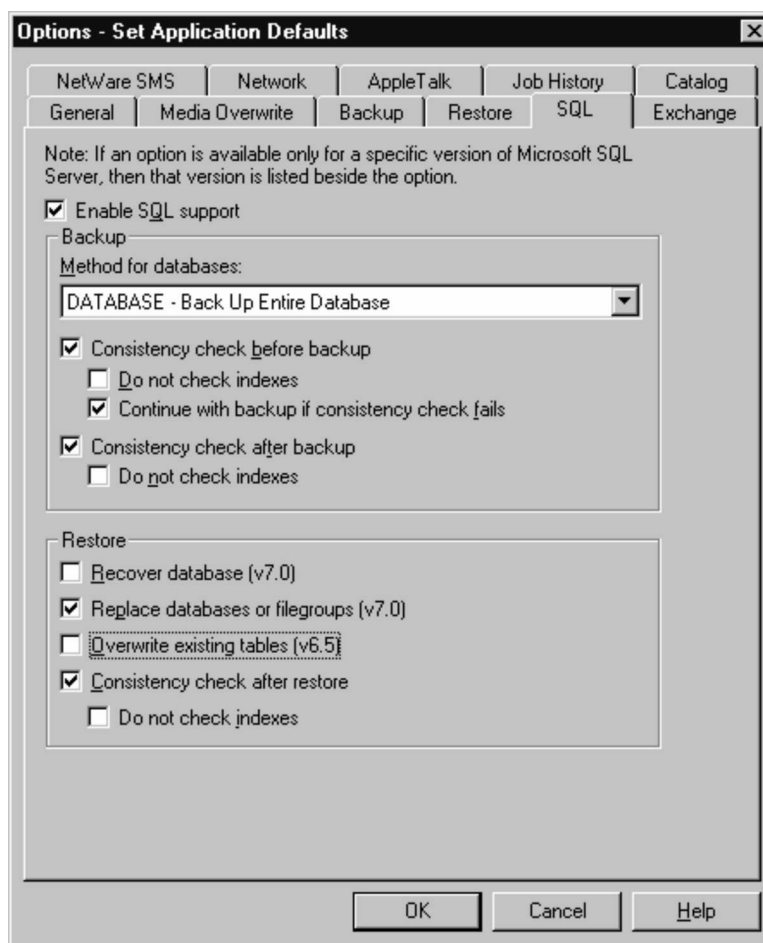 Options - Set Application Defaults
NetWare SMS Network AppleTalk Job History Catalog
General Media Overwrite Backup Restore SQL Exchange
Note: If an option is available only for a specific version of Microsoft SQL
Server, then that version is listed beside the option.
Enable SQL support
Backup
Method for databases:
DATABASE - Back Up Entire Database
Consistency check before backup
Do not check indexes
Continue with backup if consistency check fails
Consistency check after backup
Do not check indexes
Restore
Recover database (v7.0)
Replace databases or filegroups (v7.0)
Overwrite existing tables (v6.5)
Consistency check after restore
Do not check indexes
OK Cancel Help